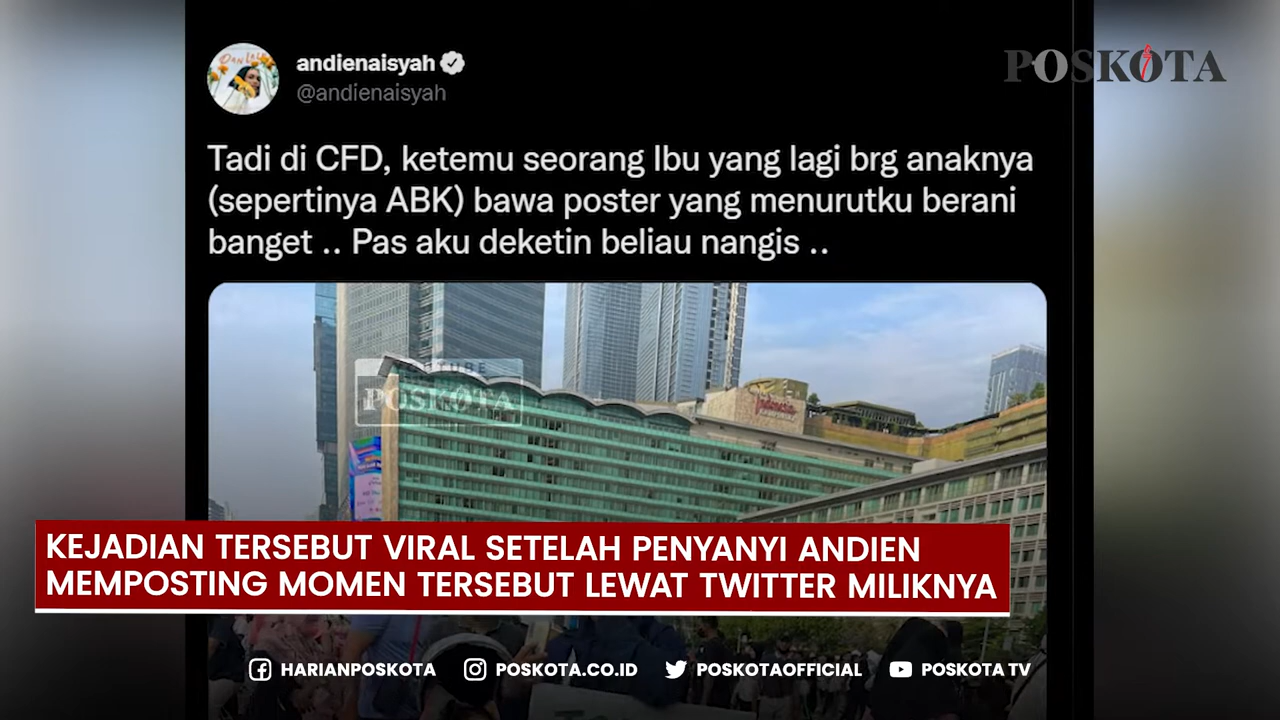 andienaisyah
@andienaisyah
POSKOTA
Tadi di CFD, ketemu seorang Ibu yang lagi brg anaknya
(sepertinya ABK) bawa poster yang menurutku berani
banget .. Pas aku deketin beliau nangis ..
YOUTUBE
POSKOTA
KEJADIAN TERSEBUT VIRAL SETELAH PENYANYI ANDIEN
MEMPOSTING MOMEN TERSEBUT LEWAT TWITTER MILIKNYA
HARIANPOSKOTA POSKOTA.CO.ID POSKOTAOFFICIAL POSKOTA TV